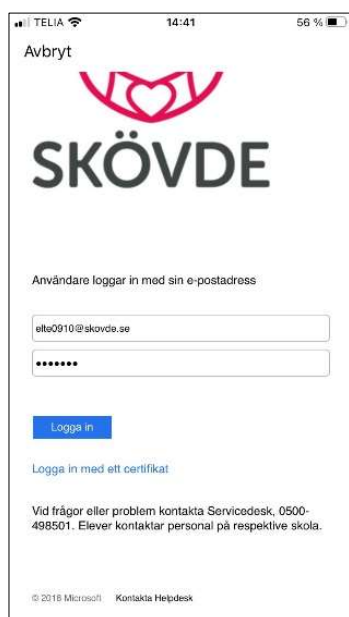 TELIA 14:41 56 %
Avbryt
SKÖVDE
Användare loggar in med sin e-postadress
elte0910@skovde.se
•••••••
Logga in
Logga in med ett certifikat
Vid frågor eller problem kontakta Servicedesk, 0500-
498501. Elever kontaktar personal på respektive skola.
© 2016 Microsoft Kontakta Helpdesk